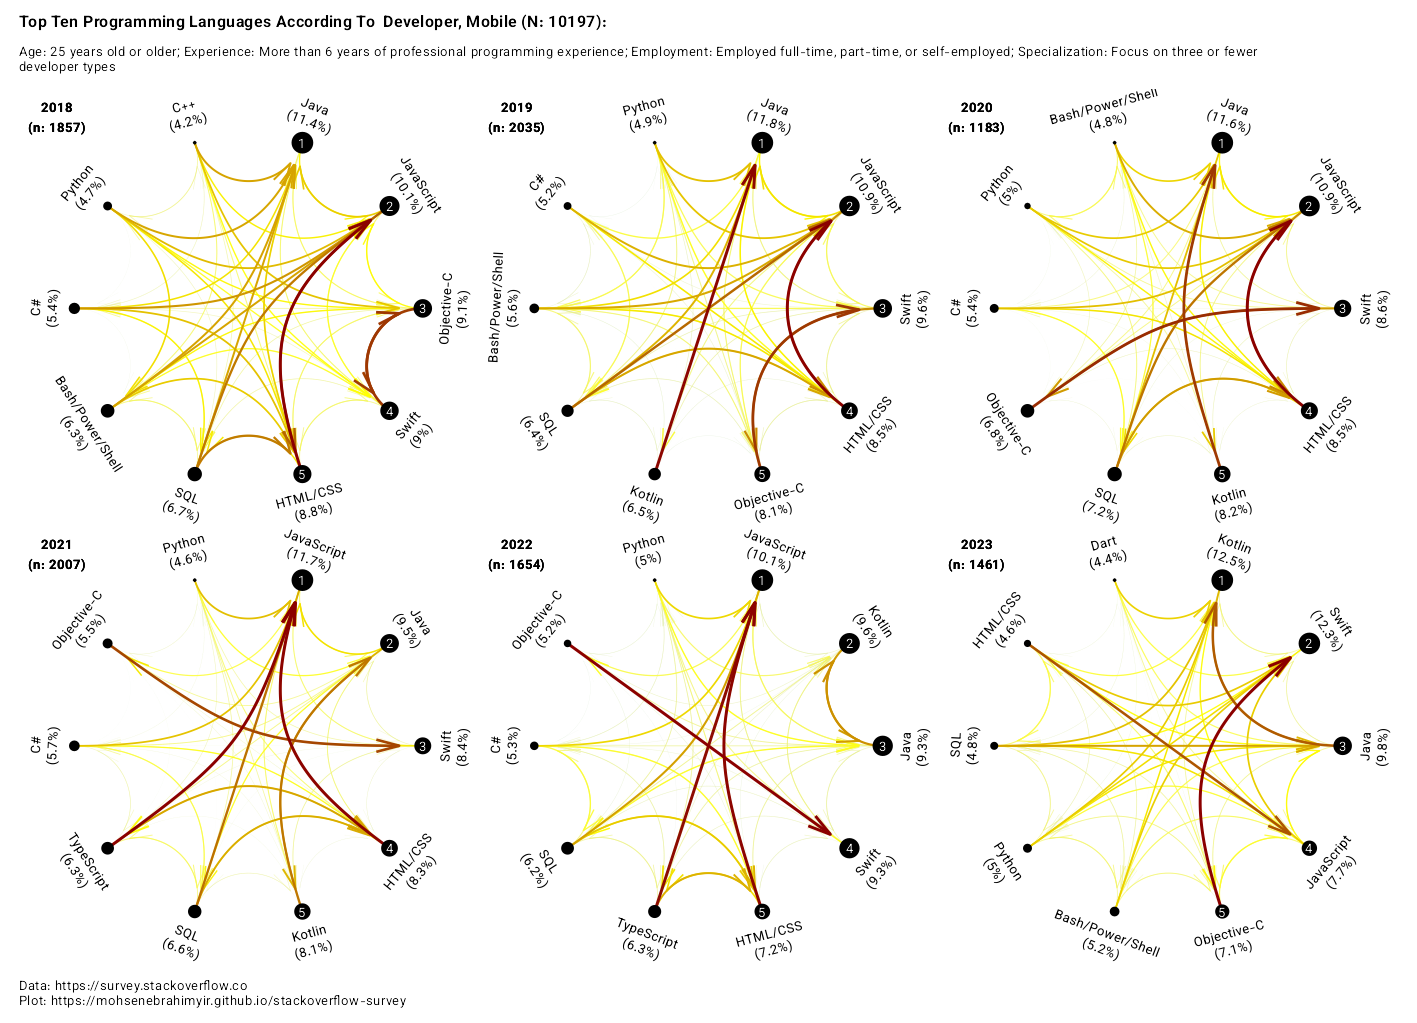 Top Ten Programming Languages According To  Developer, Mobile (N: 10197):
Age: 25 years old or older; Experience: More than 6 years of professional programming experience; Employment: Employed full-time, part-time, or self-employed; Specialization: Focus on three or fewer
developer types
2018
(n: 1857)
Java
(11.4%)
1
JavaScript
(10.1%)
2
Objective-C
(9.1%)
3
Swift
(9%)
4
HTML/CSS
(8.8%)
5
SQL
(6.7%)
Bash/Power/Shell
(6.3%)
C#
(5.4%)
Python
(4.7%)
C++
(4.2%)
2019
(n: 2035)
Java
(11.8%)
1
JavaScript
(10.9%)
2
Swift
(9.6%)
3
HTML/CSS
(8.5%)
4
Objective-C
(8.1%)
5
Kotlin
(6.5%)
SQL
(6.4%)
Bash/Power/Shell
(5.6%)
C#
(5.2%)
Python
(4.9%)
2020
(n: 1183)
Java
(11.6%)
1
JavaScript
(10.9%)
2
Swift
(8.6%)
3
HTML/CSS
(8.5%)
4
Kotlin
(8.2%)
5
SQL
(7.2%)
Objective-C
(6.8%)
C#
(5.4%)
Python
(5%)
Bash/Power/Shell
(4.8%)
2021
(n: 2007)
JavaScript
(11.7%)
1
Java
(9.5%)
2
Swift
(8.4%)
3
HTML/CSS
(8.3%)
4
Kotlin
(8.1%)
5
SQL
(6.6%)
TypeScript
(6.3%)
C#
(5.7%)
Objective-C
(5.5%)
Python
(4.6%)
2022
(n: 1654)
JavaScript
(10.1%)
1
Kotlin
(9.6%)
2
Java
(9.3%)
3
Swift
(9.3%)
4
HTML/CSS
(7.2%)
5
TypeScript
(6.3%)
SQL
(6.2%)
C#
(5.3%)
Objective-C
(5.2%)
Python
(5%)
2023
(n: 1461)
Kotlin
(12.5%)
1
Swift
(12.3%)
2
Java
(9.8%)
3
JavaScript
(7.7%)
4
Objective-C
(7.1%)
5
Bash/Power/Shell
(5.2%)
Python
(5%)
SQL
(4.8%)
HTML/CSS
(4.6%)
Dart
(4.4%)
Data: https://survey.stackoverflow.co
Plot: https://mohsenebrahimyir.github.io/stackoverflow-survey